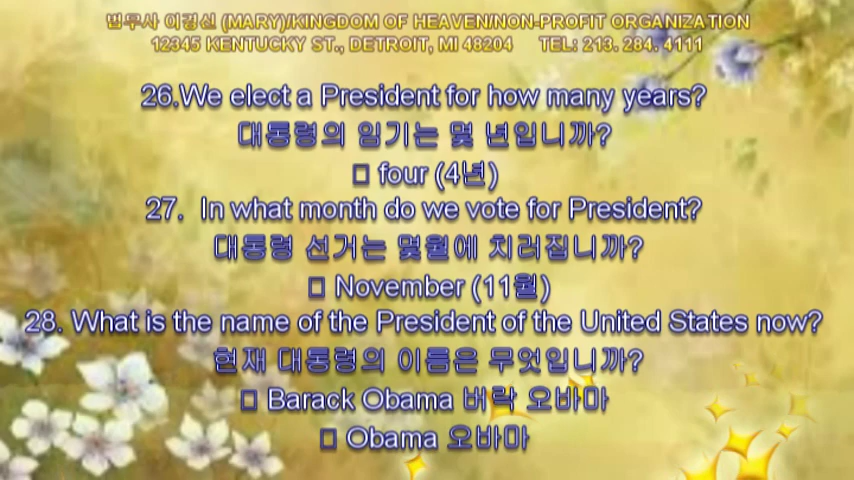 법무사 이경신 (MARY)/KINGDOM OF HEAVEN/NON-PROFIT ORGANIZATION
12345 KENTUCKY ST., DETROIT, MI 48204 TEL: 213. 284. 4111
26.We elect a President for how many years?
대통령의 임기는 몇 년입니까?
□ four (4년)
27. In what month do we vote for President?
대통령 선거는 몇월에 치러집니까?
□ November (11월)
28. What is the name of the President of the United States now?
현재 대통령의 이름은 무엇입니까?
□ Barack Obama 버락 오바마
□ Obama 오바마